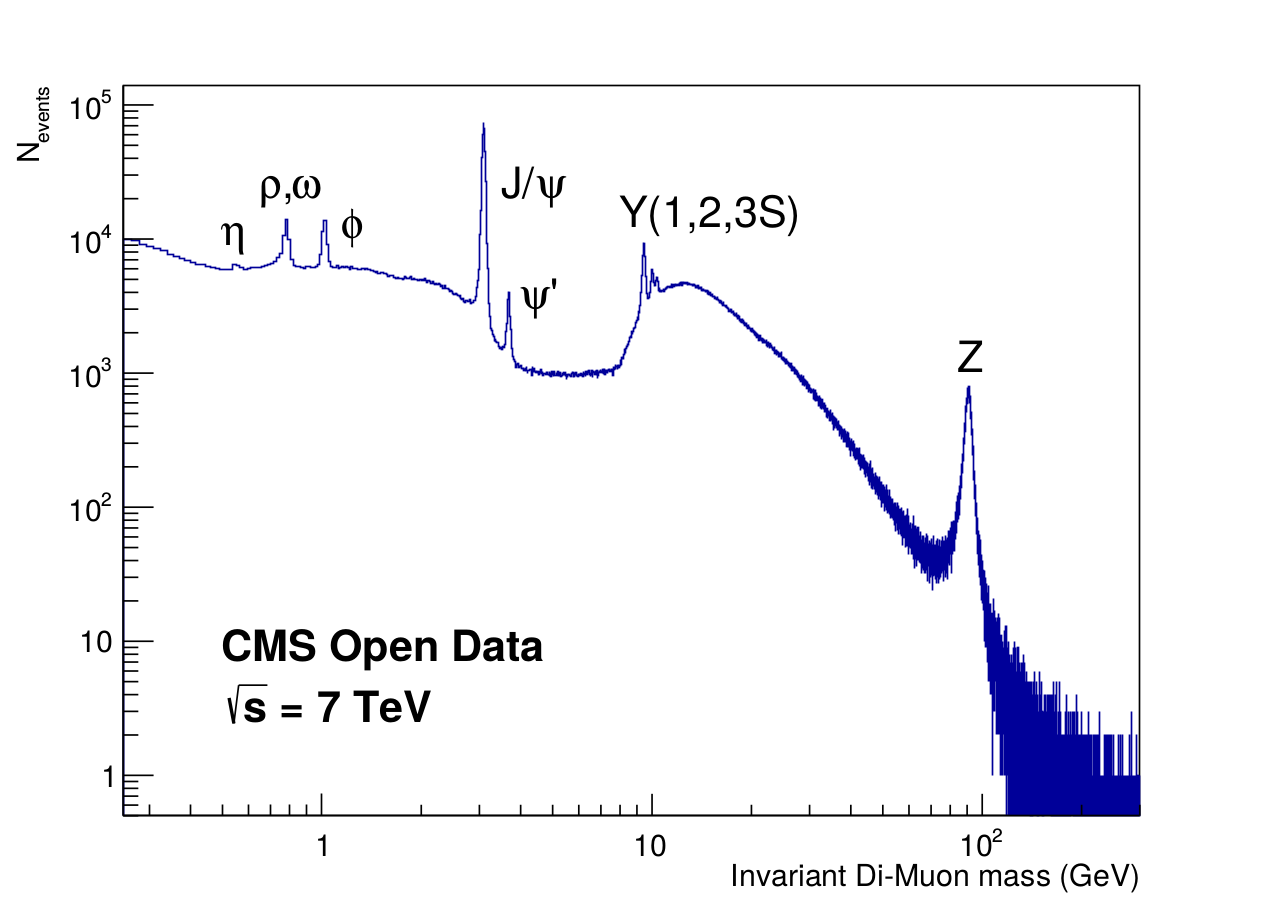 N_events
10^5
10^4
10^3
10^2
10
1
ρ,ω
η
ϕ
J/ψ
ψ'
Υ(1,2,3S)
Z
CMS Open Data
√s = 7 TeV
1
10
10^2
Invariant Di-Muon mass (GeV)